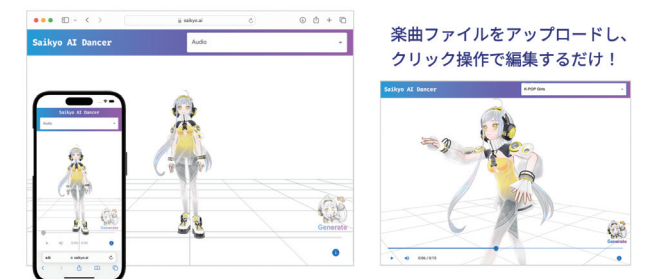 saikyo.ai
Saikyo AI Dancer
Audio
Generate
Saikyo AI Dancer
Audio
Generate
saikyo.ai
楽曲ファイルをアップロードし、
クリック操作で編集するだけ！
Saikyo AI Dancer
K-POP Girls
Generate